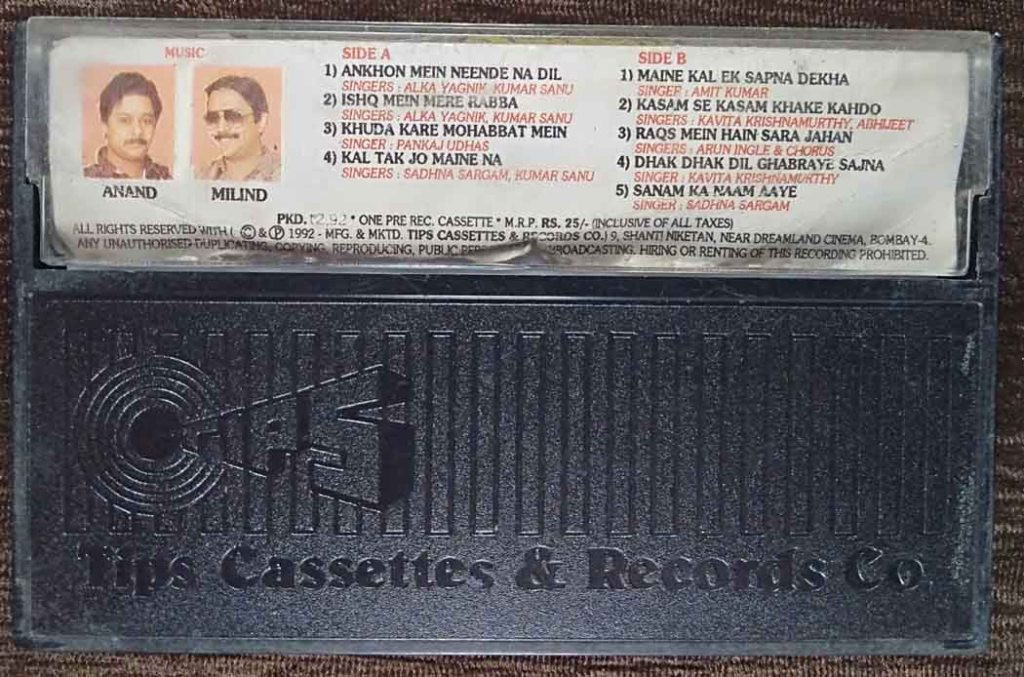 MUSIC
ANAND
MILIND
SIDE A
1) ANKHON MEIN NEENDE NA DIL
SINGERS : ALKA YAGNIK, KUMAR SANU
2) ISHQ MEIN MERE RABBA
SINGERS : ALKA YAGNIK, KUMAR SANU
3) KHUDA KARE MOHABBAT MEIN
SINGER : PANKAJ UDHAS
4) KAL TAK JO MAINE NA
SINGERS : SADHNA SARGAM, KUMAR SANU
SIDE B
1) MAINE KAL EK SAPNA DEKHA
SINGER : AMIT KUMAR
2) KASAM SE KASAM KHAKE KAHDO
SINGERS : KAVITA KRISHNAMURTHY, ABHIJEET
3) RAQS MEIN HAIN SARA JAHAN
SINGERS : ARUN INGLE & CHORUS
4) DHAK DHAK DIL GHABRAYE SAJNA
SINGER : KAVITA KRISHNAMURTHY
5) SANAM KA NAAM AAYE
SINGER : SADHNA SARGAM
PKD. * ONE PRE REC. CASSETTE * M.R.P. RS. 25/- (INCLUSIVE OF ALL TAXES)
ALL RIGHTS RESERVED WITH ( © & ℗ 1992 - MFG. & MKTD. TIPS CASSETTES & RECORDS CO.) 9, SHANTI NIKETAN, NEAR DREAMLAND CINEMA, BOMBAY-4.
ANY UNAUTHORISED DUPLICATING, COPYING, REPRODUCING, PUBLIC BROADCASTING. HIRING OR RENTING OF THIS RECORDING PROHIBITED.
TIPS
Tips Cassettes & Records Co